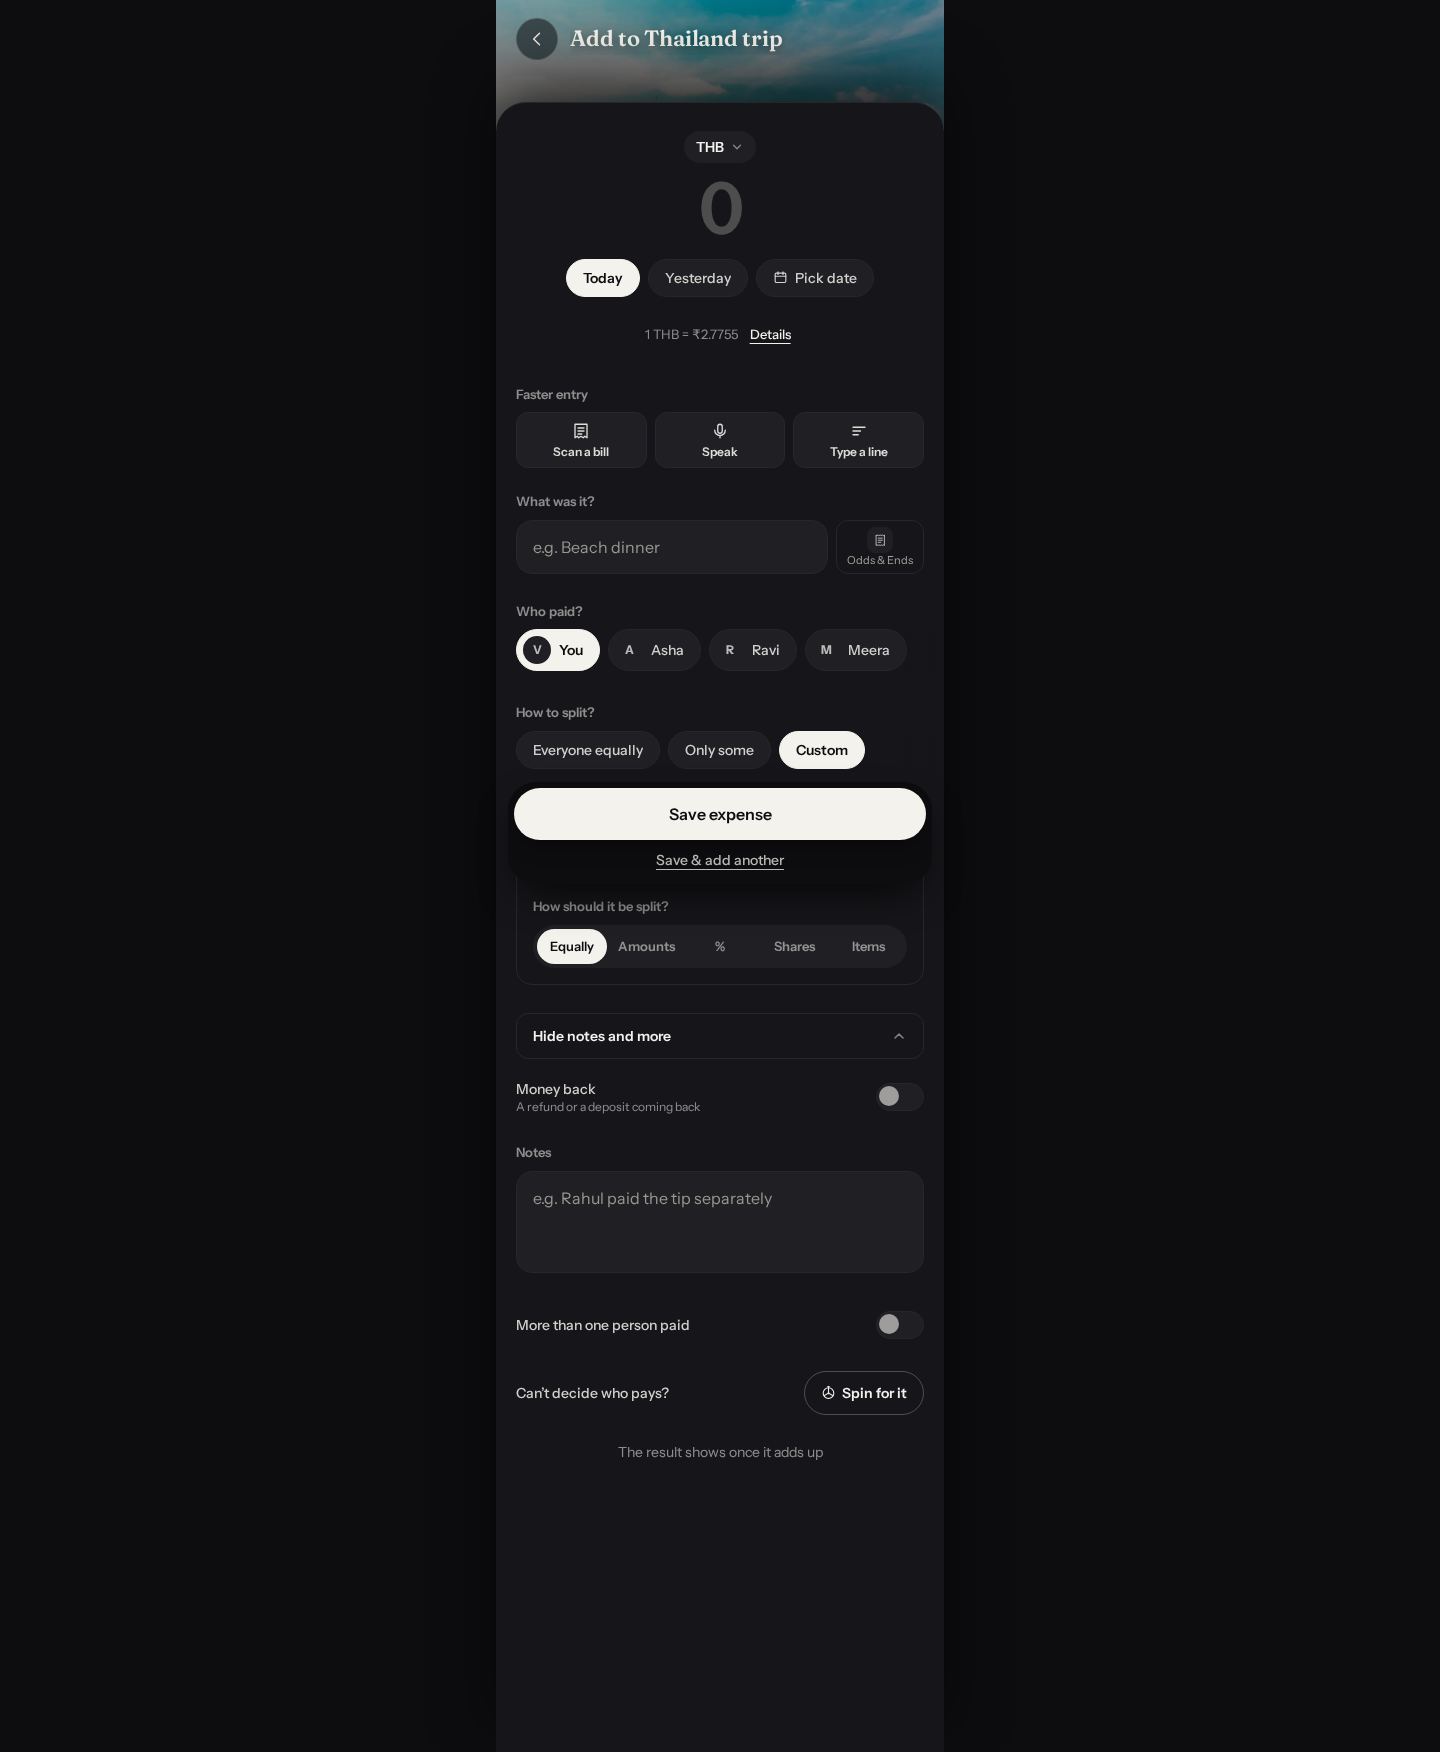 Add to Thailand trip
THB
0
Today
Yesterday
Pick date
1 THB = ₹2.7755 Details
Faster entry
Scan a bill
Speak
Type a line
What was it?
e.g. Beach dinner
Odds & Ends
Who paid?
V You
A Asha
R Ravi
M Meera
How to split?
Everyone equally
Only some
Custom
Save expense
Save & add another
How should it be split?
Equally
Amounts
%
Shares
Items
Hide notes and more
Money back
A refund or a deposit coming back
Notes
e.g. Rahul paid the tip separately
More than one person paid
Can't decide who pays?
Spin for it
The result shows once it adds up